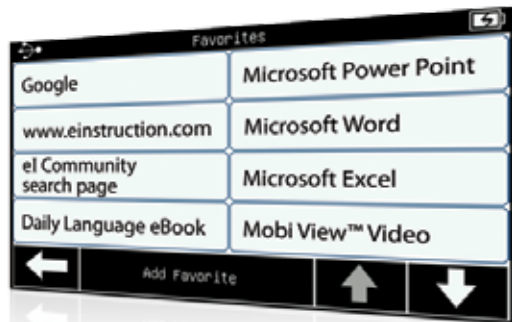 Favorites
Google
Microsoft Power Point
www.einstruction.com
Microsoft Word
eI Community
search page
Microsoft Excel
Daily Language eBook
Mobi View™ Video
Add Favorite